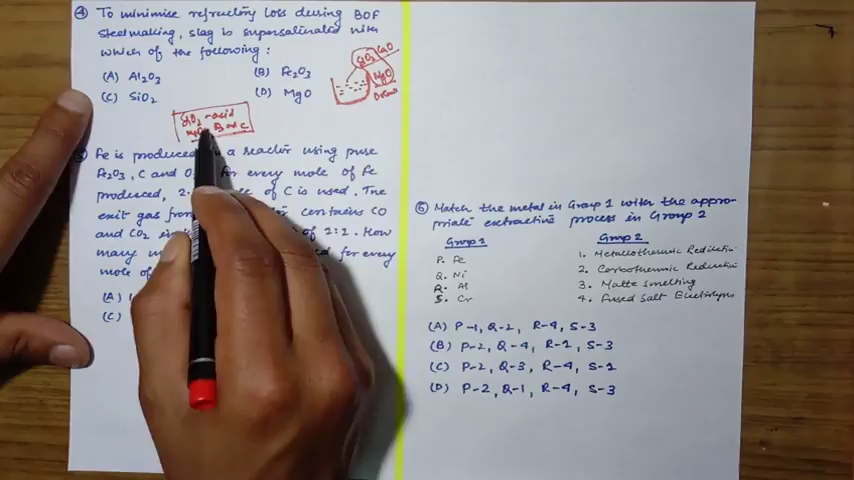 ④ To minimise refractory loss during BOF
steelmaking, slag is supersaturated with
which of the following:
(A) Al2O3 (B) Fe2O3
(C) SiO2 (D) MgO
CaO
MgO
SiO2 - acid
Fe is produced a reactor using pure
Fe2O3, C and for every mole of Fe
produced, 2. of C is used. The
exit gas contains CO
and CO2 of 2:2. How
many for every
mole of
(A)
(C)
⑥ Match the metal in Group 1 with the appro-
priate extractive process in Group 2
Group 1 Group 2
P. Fe 1. Metallothermic Reduction
Q. Ni 2. Carbothermic Reduction
R. Al 3. Matte smelting
S. Cr 4. Fused Salt Electrolysis
(A) P-1, Q-2, R-4, S-3
(B) P-2, Q-4, R-1, S-3
(C) P-2, Q-3, R-4, S-1
(D) P-2, Q-1, R-4, S-3